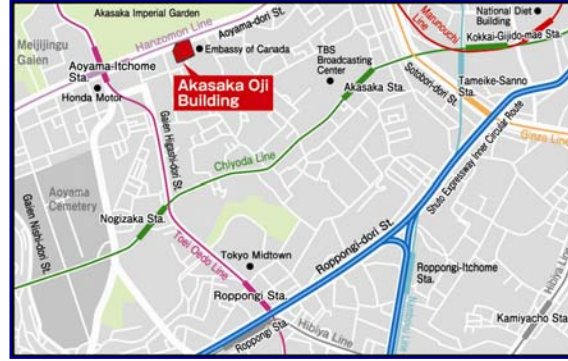 Akasaka Imperial Garden
Aoyama-dori St.
National Diet
Building
Marunouchi Line
Hanzomon Line
Meijijingu
Gaien
Embassy of Canada
Kokkai-Gijido-mae Sta.
Aoyama-Itchome
Sta.
TBS
Broadcasting
Center
Sotobori-dori St.
Honda Motor
Akasaka Oji
Building
Akasaka Sta.
Tameike-Sanno
Sta.
Gaien Higashi-dori St.
Shuto Expressway Inner Circular Route
Ginza Line
Chiyoda Line
Aoyama
Cemetery
Gaien Nishi-dori St.
Nogizaka Sta.
Toei Oedo Line
Roppongi-dori St.
Tokyo Midtown
Roppongi-Itchome
Sta.
Namboku Line
Hibiya Line
Roppongi Sta.
Kamiyacho Sta.
Roppongi Sta.
Hibiya Line